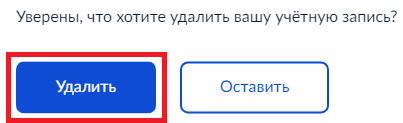 Уверены, что хотите удалить вашу учётную запись?
Удалить
Оставить